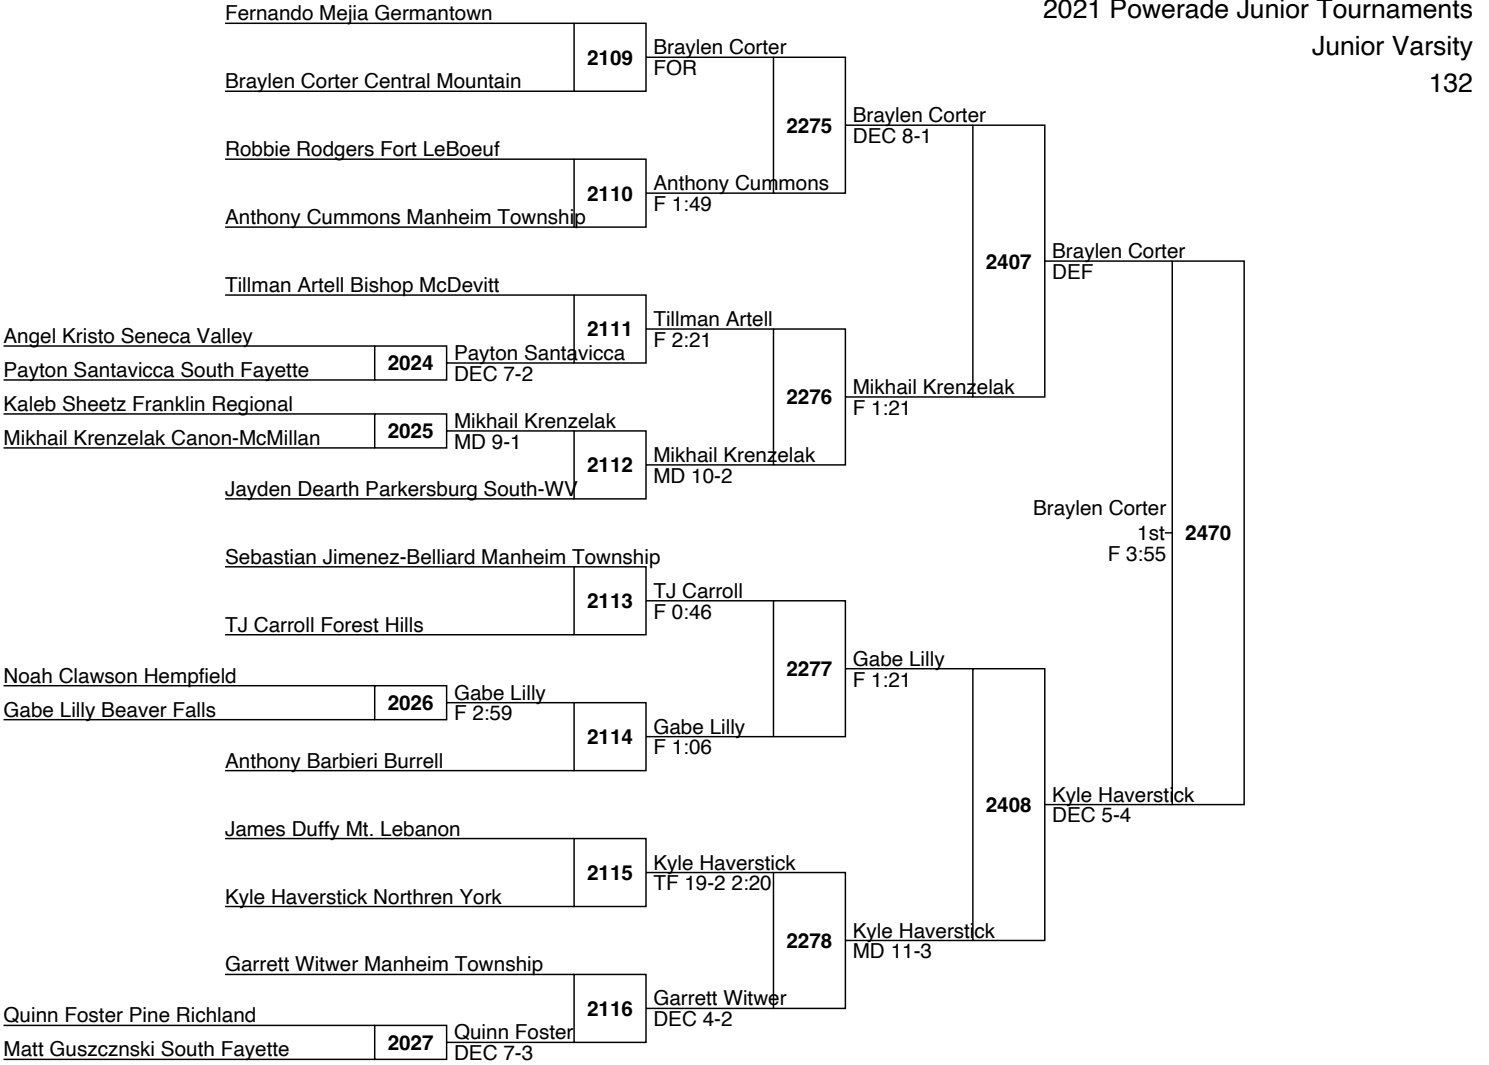 2021 Powerade Junior Tournaments
Junior Varsity
132
Fernando Mejia Germantown
2109
Braylen Corter
FOR
Braylen Corter Central Mountain
2275
Braylen Corter
DEC 8-1
Robbie Rodgers Fort LeBoeuf
2110
Anthony Cummons
F 1:49
Anthony Cummons Manheim Township
2407
Braylen Corter
DEF
Tillman Artell Bishop McDevitt
2111
Tillman Artell
F 2:21
Angel Kristo Seneca Valley
2024
Payton Santavicca
DEC 7-2
Payton Santavicca South Fayette
2276
Mikhail Krenzelak
F 1:21
Kaleb Sheetz Franklin Regional
2025
Mikhail Krenzelak
MD 9-1
Mikhail Krenzelak Canon-McMillan
2112
Mikhail Krenzelak
MD 10-2
Jayden Dearth Parkersburg South-WV
Braylen Corter
1st
F 3:55
2470
Sebastian Jimenez-Belliard Manheim Township
2113
TJ Carroll
F 0:46
TJ Carroll Forest Hills
2277
Gabe Lilly
F 1:21
Noah Clawson Hempfield
2026
Gabe Lilly
F 2:59
Gabe Lilly Beaver Falls
2114
Gabe Lilly
F 1:06
Anthony Barbieri Burrell
2408
Kyle Haverstick
DEC 5-4
James Duffy Mt. Lebanon
2115
Kyle Haverstick
TF 19-2 2:20
Kyle Haverstick Northren York
2278
Kyle Haverstick
MD 11-3
Garrett Witwer Manheim Township
2116
Garrett Witwer
DEC 4-2
Quinn Foster Pine Richland
2027
Quinn Foster
DEC 7-3
Matt Guszcznski South Fayette